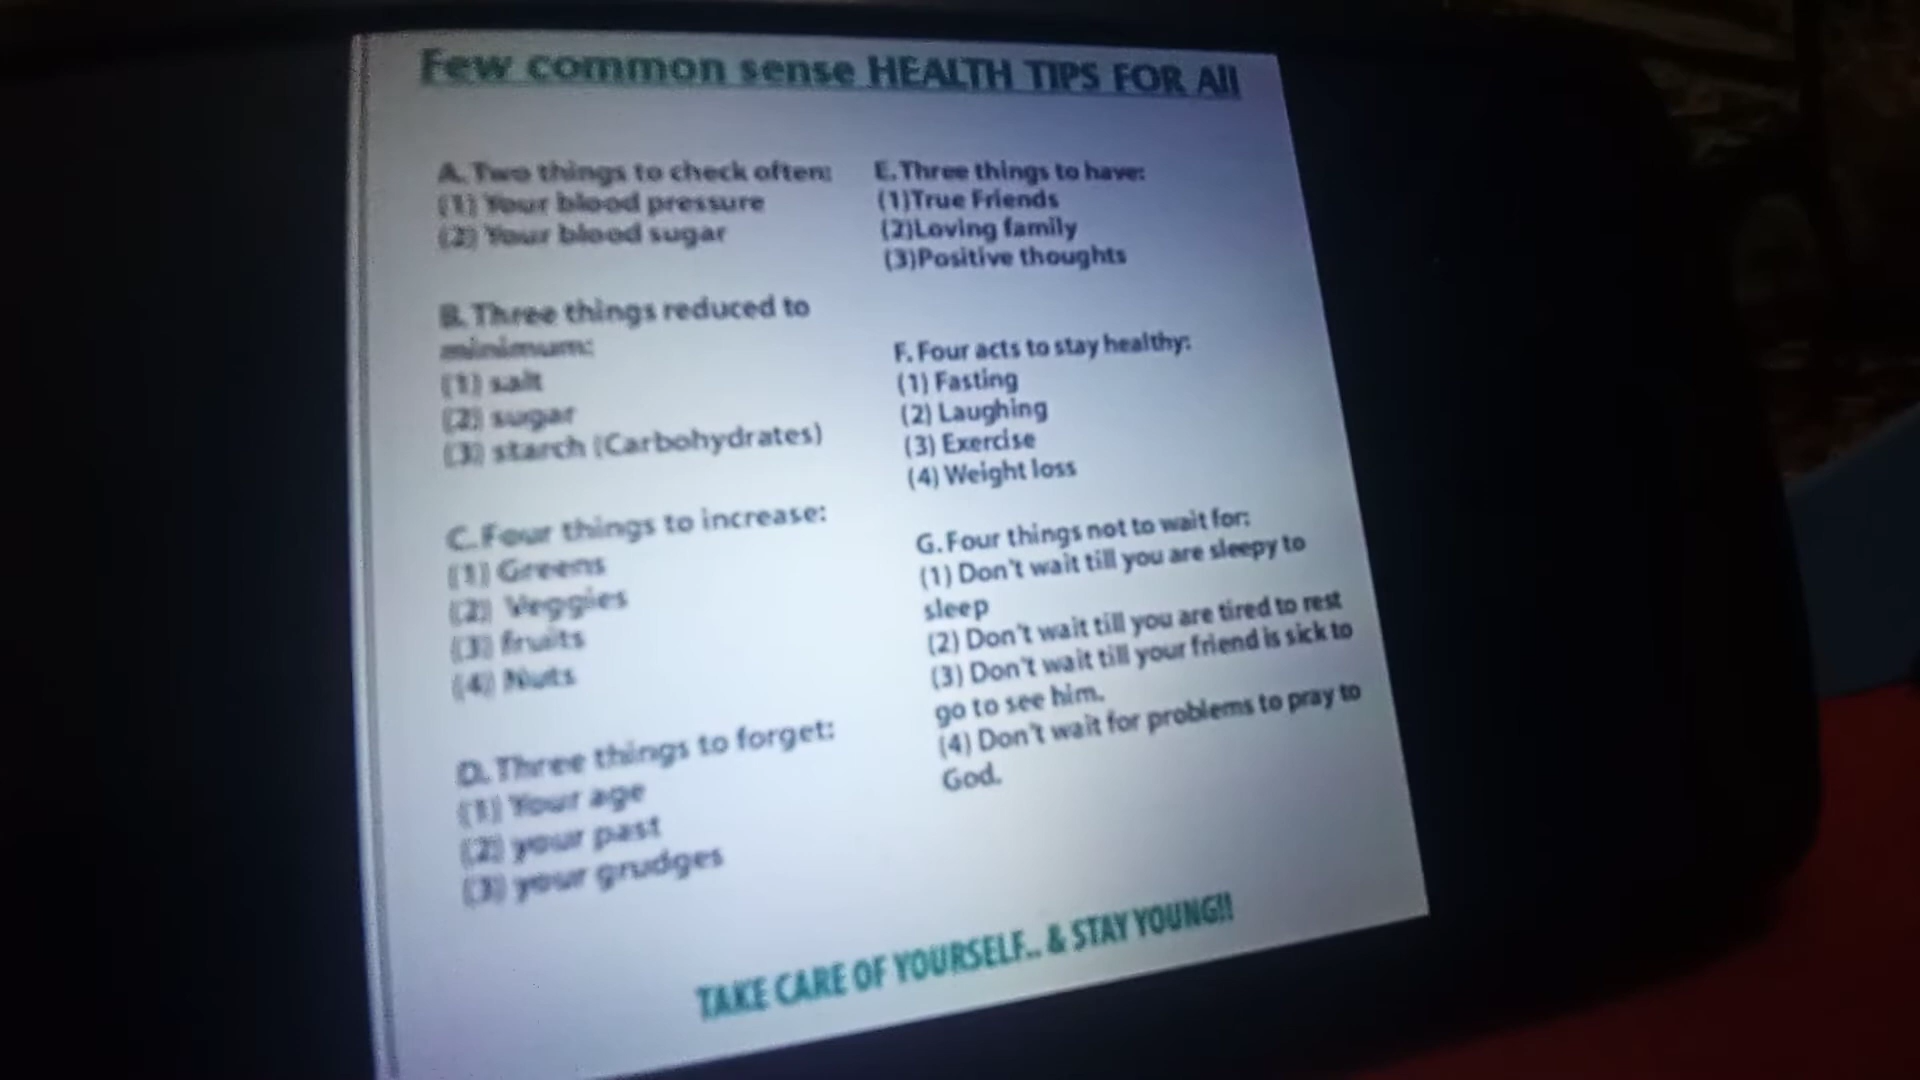 Few common sense HEALTH TIPS FOR All
A. Two things to check often:
(1) Your blood pressure
(2) Your blood sugar
B. Three things reduced to
minimum:
(1) salt
(2) sugar
(3) starch (Carbohydrates)
C. Four things to increase:
(1) Greens
(2) Veggies
(3) fruits
(4) Nuts
D. Three things to forget:
(1) Your age
(2) your past
(3) your grudges
E. Three things to have:
(1)True Friends
(2)Loving family
(3)Positive thoughts
F. Four acts to stay healthy:
(1) Fasting
(2) Laughing
(3) Exercise
(4) Weight loss
G. Four things not to wait for:
(1) Don't wait till you are sleepy to
sleep
(2) Don't wait till you are tired to rest
(3) Don't wait till your friend is sick to
go to see him.
(4) Don't wait for problems to pray to
God.
TAKE CARE OF YOURSELF.. & STAY YOUNG!!